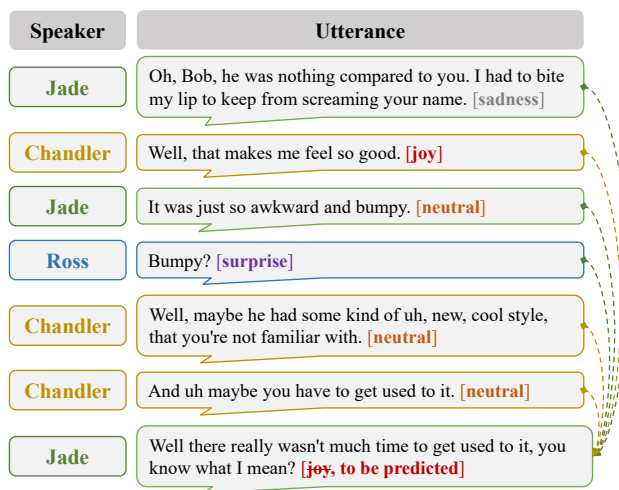 Speaker Utterance
Jade
Oh, Bob, he was nothing compared to you. I had to bite
my lip to keep from screaming your name. [sadness]
Chandler
Well, that makes me feel so good. [joy]
Jade
It was just so awkward and bumpy. [neutral]
Ross
Bumpy? [surprise]
Chandler
Well, maybe he had some kind of uh, new, cool style,
that you're not familiar with. [neutral]
Chandler
And uh maybe you have to get used to it. [neutral]
Jade
Well there really wasn't much time to get used to it, you
know what I mean? [joy, to be predicted]